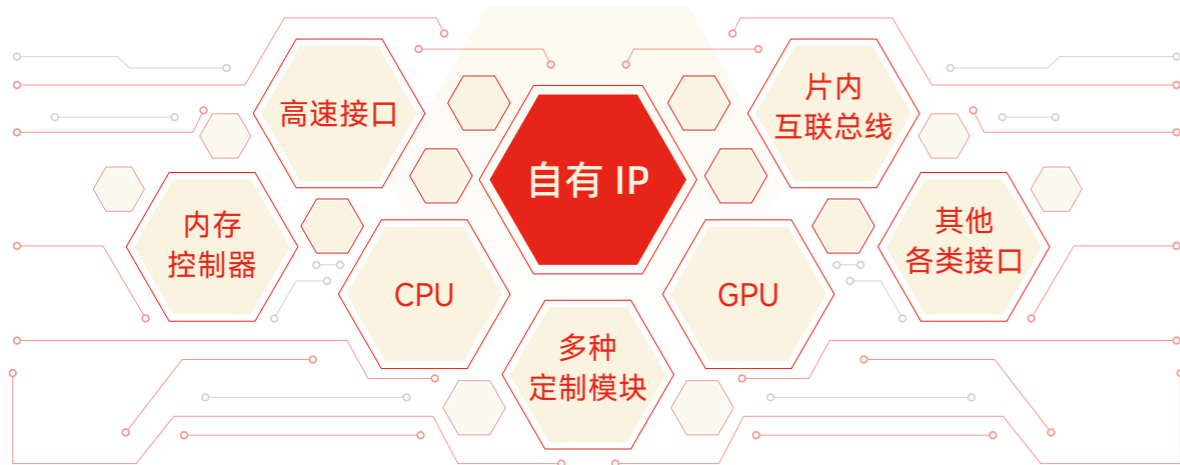 高速接口
片内
互联总线
自有 IP
内存
控制器
其他
各类接口
CPU
GPU
多种
定制模块